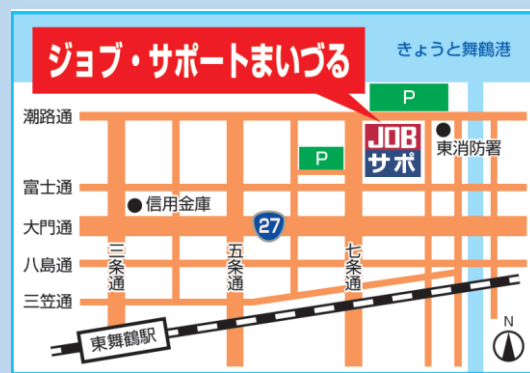 ジョブ・サポートまいづる
きょうと舞鶴港
P
潮路通
JOB
サポ
東消防署
P
富士通
信用金庫
大門通
27
三条通
五条通
七条通
八島通
三笠通
東舞鶴駅
N